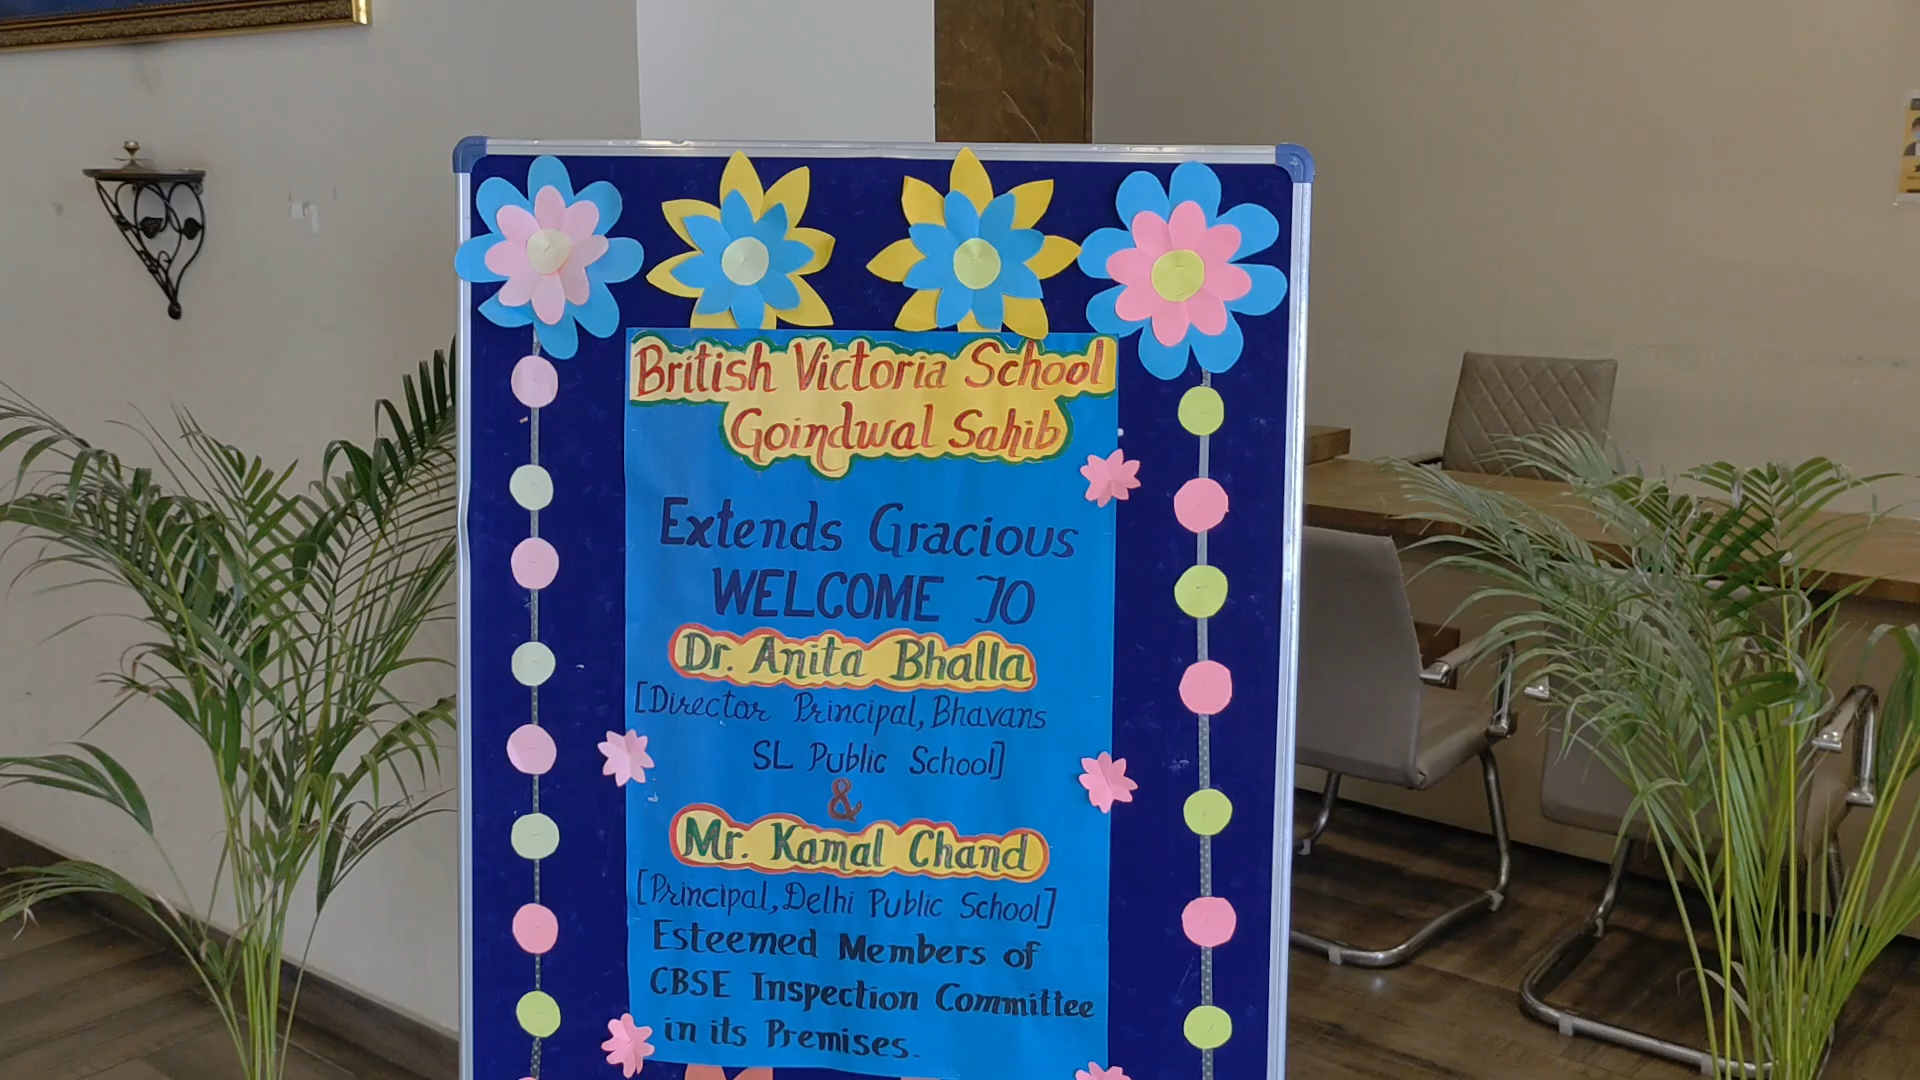 British Victoria School
Goindwal Sahib
Extends Gracious
WELCOME TO
Dr. Anita Bhalla
[Director Principal, Bhavans
SL Public School]
&
Mr. Kamal Chand
[Principal, Delhi Public School]
Esteemed Members of
CBSE Inspection Committee
in its Premises.